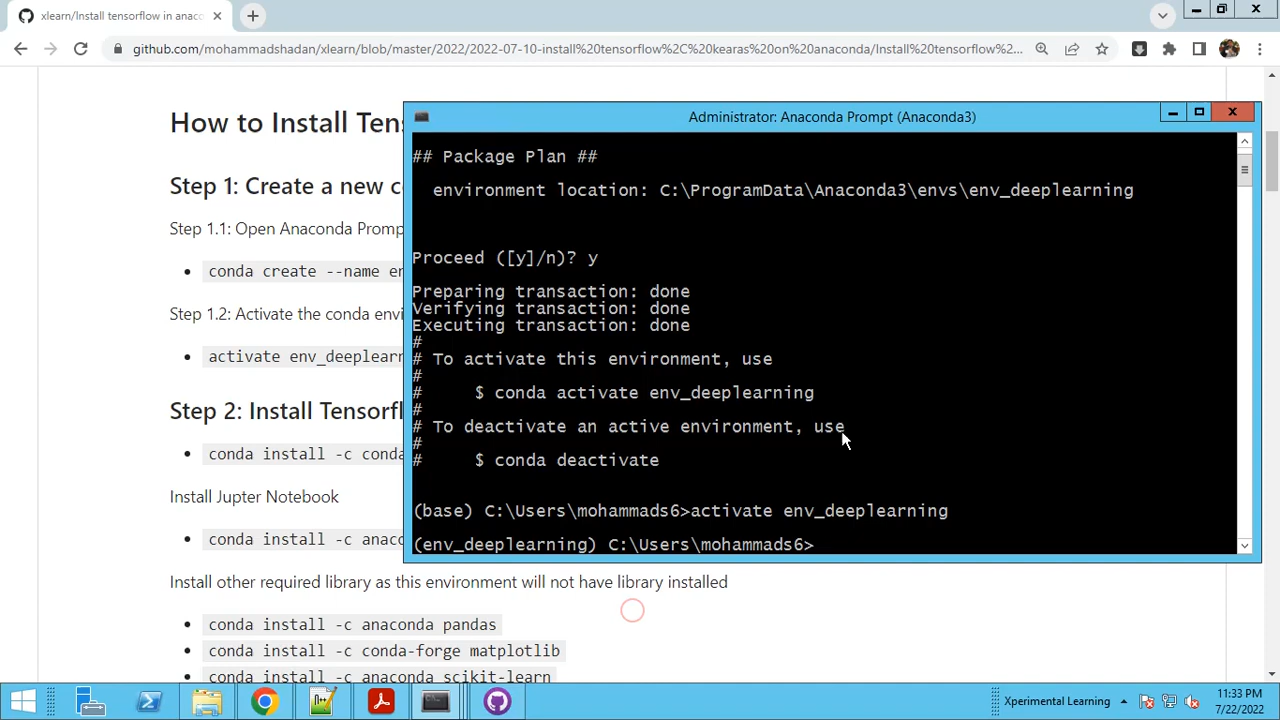 xlearn/Install tensorflow in anac
github.com/mohammadshadan/xlearn/blob/master/2022/2022-07-10-install%20tensorflow%2C%20kearas%20on%20anaconda/Install%20tensorflow%2...
How to Install Ten
Step 1: Create a new c
Step 1.1: Open Anaconda Promp
conda create --name en
Step 1.2: Activate the conda envi
activate env_deeplearn
Step 2: Install Tensorfl
conda install -c cond
Install Jupter Notebook
conda install -c anac
Install other required library as this environment will not have library installed
conda install -c anaconda pandas
conda install -c conda-forge matplotlib
conda install -c anaconda scikit-learn
Administrator: Anaconda Prompt (Anaconda3)
## Package Plan ##
environment location: C:\ProgramData\Anaconda3\envs\env_deeplearning
Proceed ([y]/n)? y
Preparing transaction: done
Verifying transaction: done
Executing transaction: done
#
# To activate this environment, use
#
#     $ conda activate env_deeplearning
#
# To deactivate an active environment, use
#
#     $ conda deactivate
(base) C:\Users\mohammads6>activate env_deeplearning
(env_deeplearning) C:\Users\mohammads6>
Xperimental Learning
11:33 PM
7/22/2022